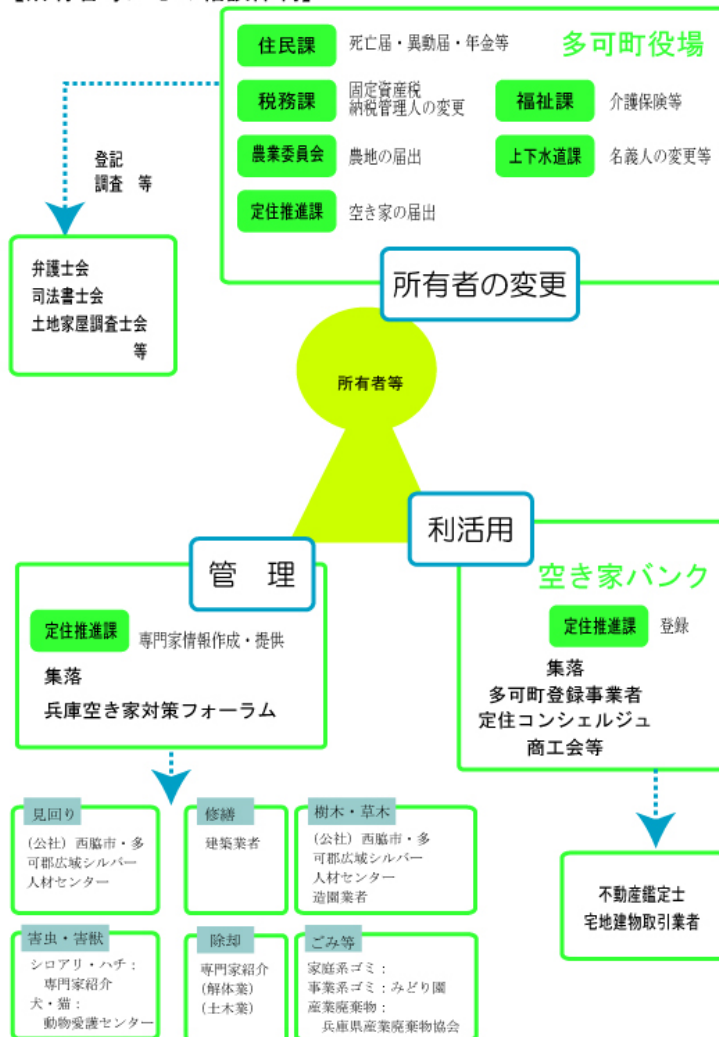 住民課 死亡届・異動届・年金等
多可町役場
税務課 固定資産税
納税管理人の変更
福祉課 介護保険等
農業委員会 農地の届出
上下水道課 名義人の変更等
定住推進課 空き家の届出
登記
調査 等
弁護士会
司法書士会
土地家屋調査士会
等
所有者の変更
所有者等
利活用
空き家バンク
定住推進課 登録
集落
多可町登録事業者
定住コンシェルジュ
商工会等
不動産鑑定士
宅地建物取引業者
管 理
定住推進課 専門家情報作成・提供
集落
兵庫空き家対策フォーラム
見回り
(公社) 西脇市・多
可郡広域シルバー
人材センター
修繕
建築業者
樹木・草木
(公社) 西脇市・多
可郡広域シルバー
人材センター
造園業者
害虫・害獣
シロアリ・ハチ：
専門家紹介
犬・猫：
動物愛護センター
除却
専門家紹介
(解体業)
(土木業)
ごみ等
家庭系ゴミ：
事業系ゴミ：みどり園
産業廃棄物：
兵庫県産業廃棄物協会